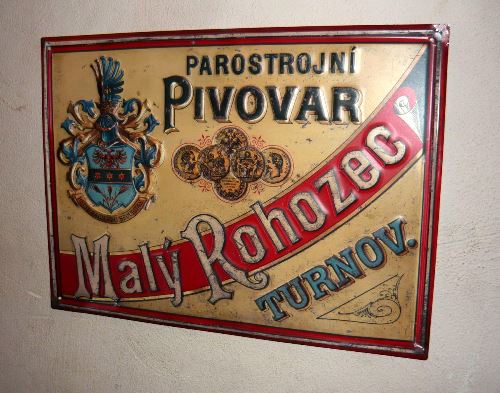 PAROSTROJNÍ
PIVOVAR
Malý Rohozec
TURNOV.